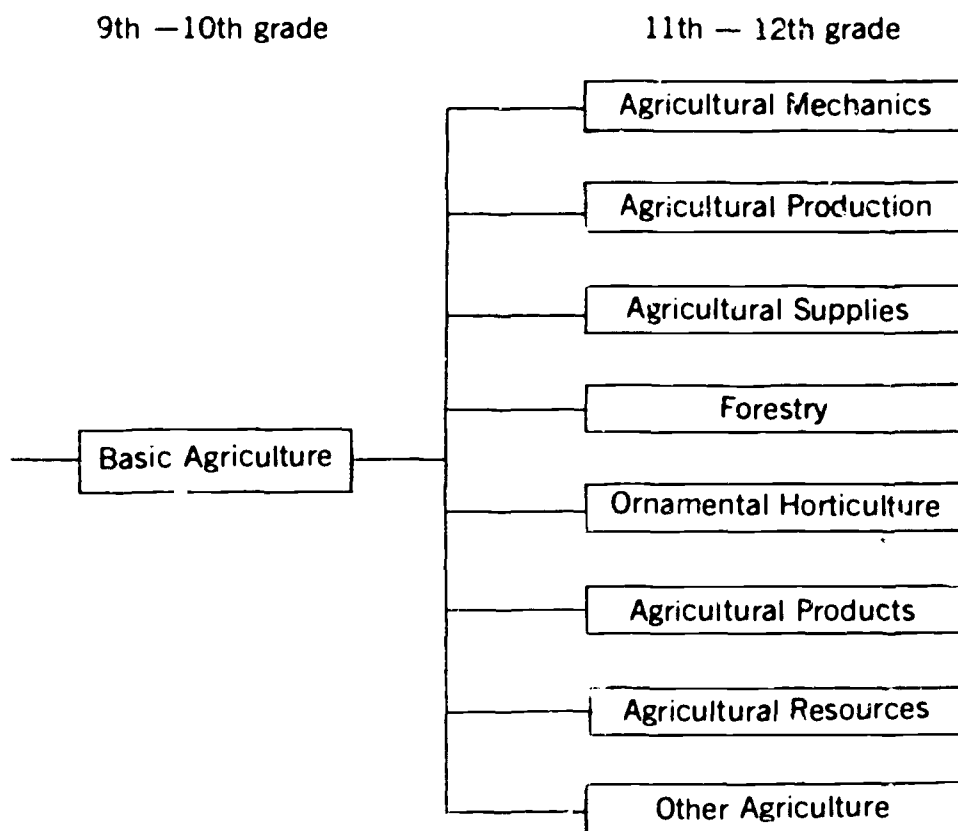 9th —10th grade
11th — 12th grade
Agricultural Mechanics
Agricultural Production
Agricultural Supplies
Forestry
Basic Agriculture
Ornamental Horticulture
Agricultural Products
Agricultural Resources
Other Agriculture